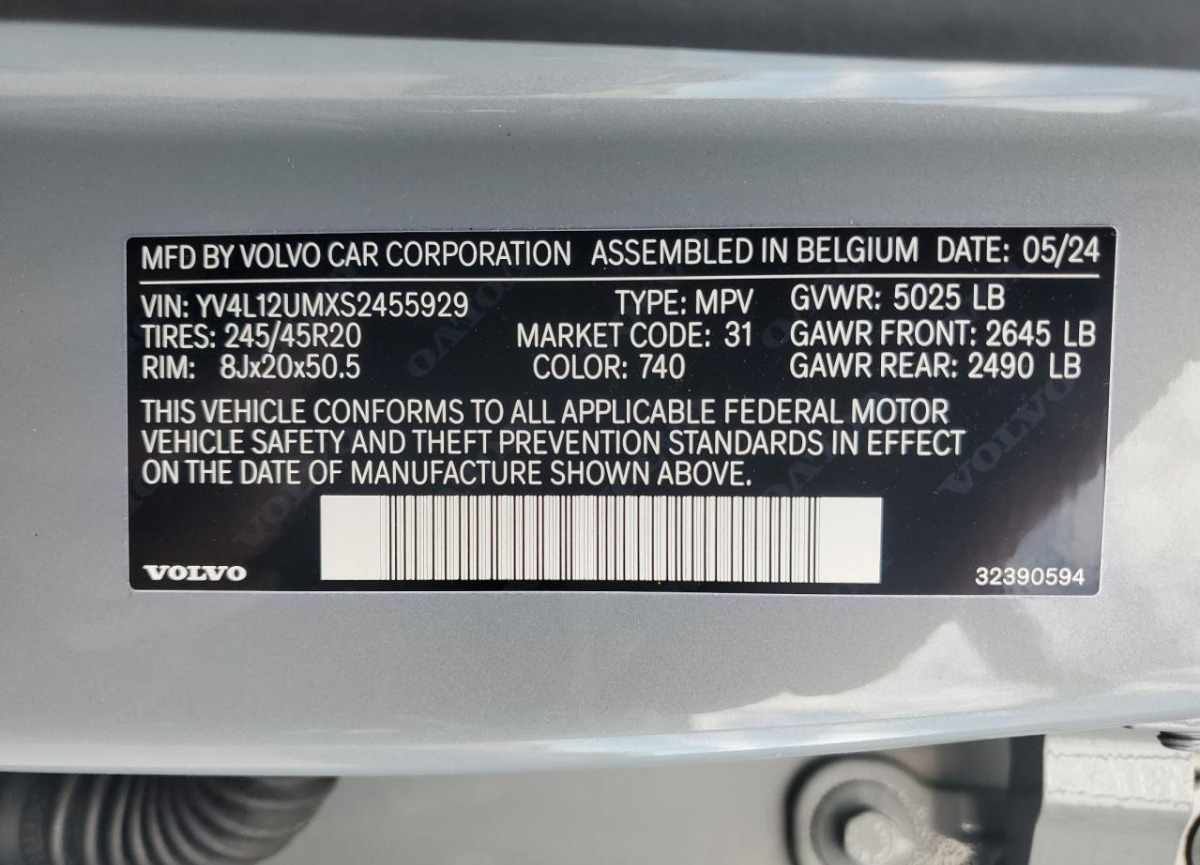 MFD BY VOLVO CAR CORPORATION ASSEMBLED IN BELGIUM DATE: 05/24
VIN: YV4L12UMXS2455929 TYPE: MPV GVWR: 5025 LB
TIRES: 245/45R20 MARKET CODE: 31 GAWR FRONT: 2645 LB
RIM: 8Jx20x50.5 COLOR: 740 GAWR REAR: 2490 LB
THIS VEHICLE CONFORMS TO ALL APPLICABLE FEDERAL MOTOR
VEHICLE SAFETY AND THEFT PREVENTION STANDARDS IN EFFECT
ON THE DATE OF MANUFACTURE SHOWN ABOVE.
VOLVO 32390594